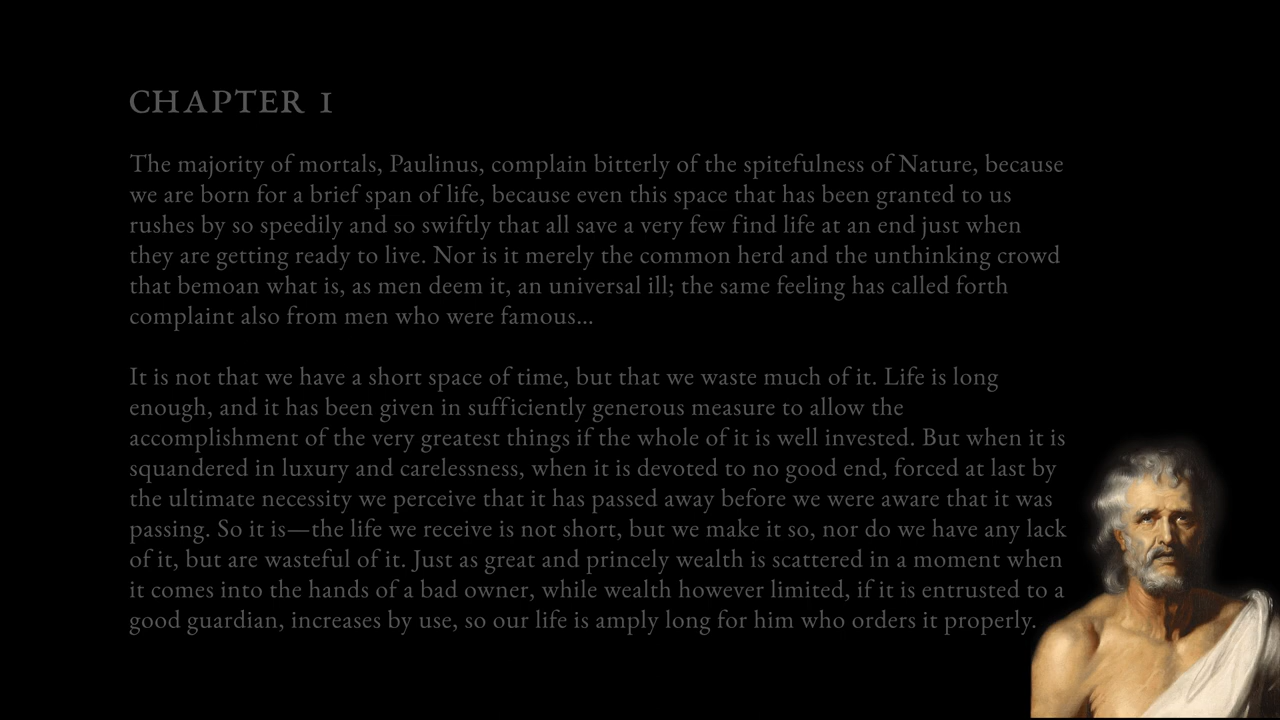 CHAPTER 1
The majority of mortals, Paulinus, complain bitterly of the spitefulness of Nature, because
we are born for a brief span of life, because even this space that has been granted to us
rushes by so speedily and so swiftly that all save a very few find life at an end just when
they are getting ready to live. Nor is it merely the common herd and the unthinking crowd
that bemoan what is, as men deem it, an universal ill; the same feeling has called forth
complaint also from men who were famous...
It is not that we have a short space of time, but that we waste much of it. Life is long
enough, and it has been given in sufficiently generous measure to allow the
accomplishment of the very greatest things if the whole of it is well invested. But when it is
squandered in luxury and carelessness, when it is devoted to no good end, forced at last by
the ultimate necessity we perceive that it has passed away before we were aware that it was
passing. So it is—the life we receive is not short, but we make it so, nor do we have any lack
of it, but are wasteful of it. Just as great and princely wealth is scattered in a moment when
it comes into the hands of a bad owner, while wealth however limited, if it is entrusted to a
good guardian, increases by use, so our life is amply long for him who orders it properly.